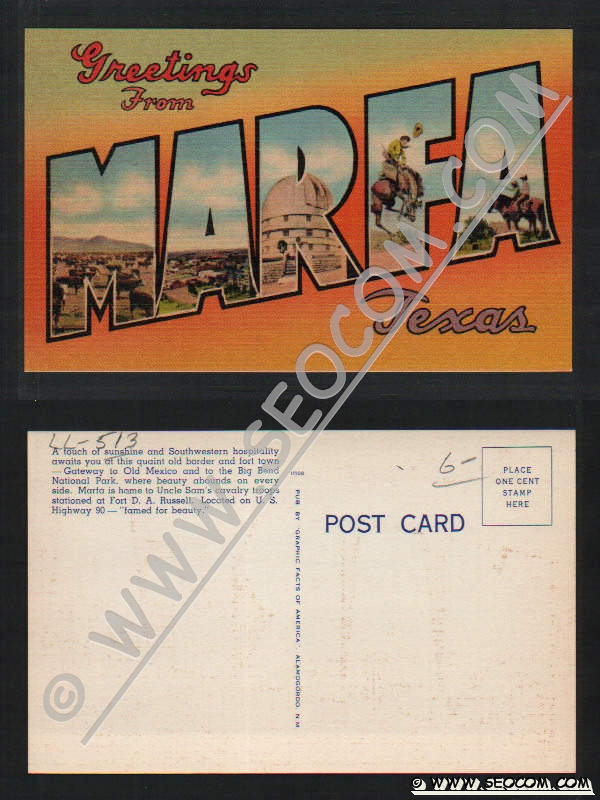 Greetings
From
MARFA
Texas
© WWW.SEOCOM.COM
LL-513
A touch of sunshine and Southwestern hospitality
awaits you at this quaint old border and fort town
—Gateway to Old Mexico and to the Big Bend
National Park, where beauty abounds on every
side. Marfa is home to Uncle Sam's cavalry troops
stationed at Fort D. A. Russell. Located on U. S.
Highway 90—"famed for beauty."
PUB. BY "GRAPHIC FACTS OF AMERICA", ALAMOGORDO, N. M.
POST CARD
6-
PLACE
ONE CENT
STAMP
HERE
© WWW.SEOCOM.COM